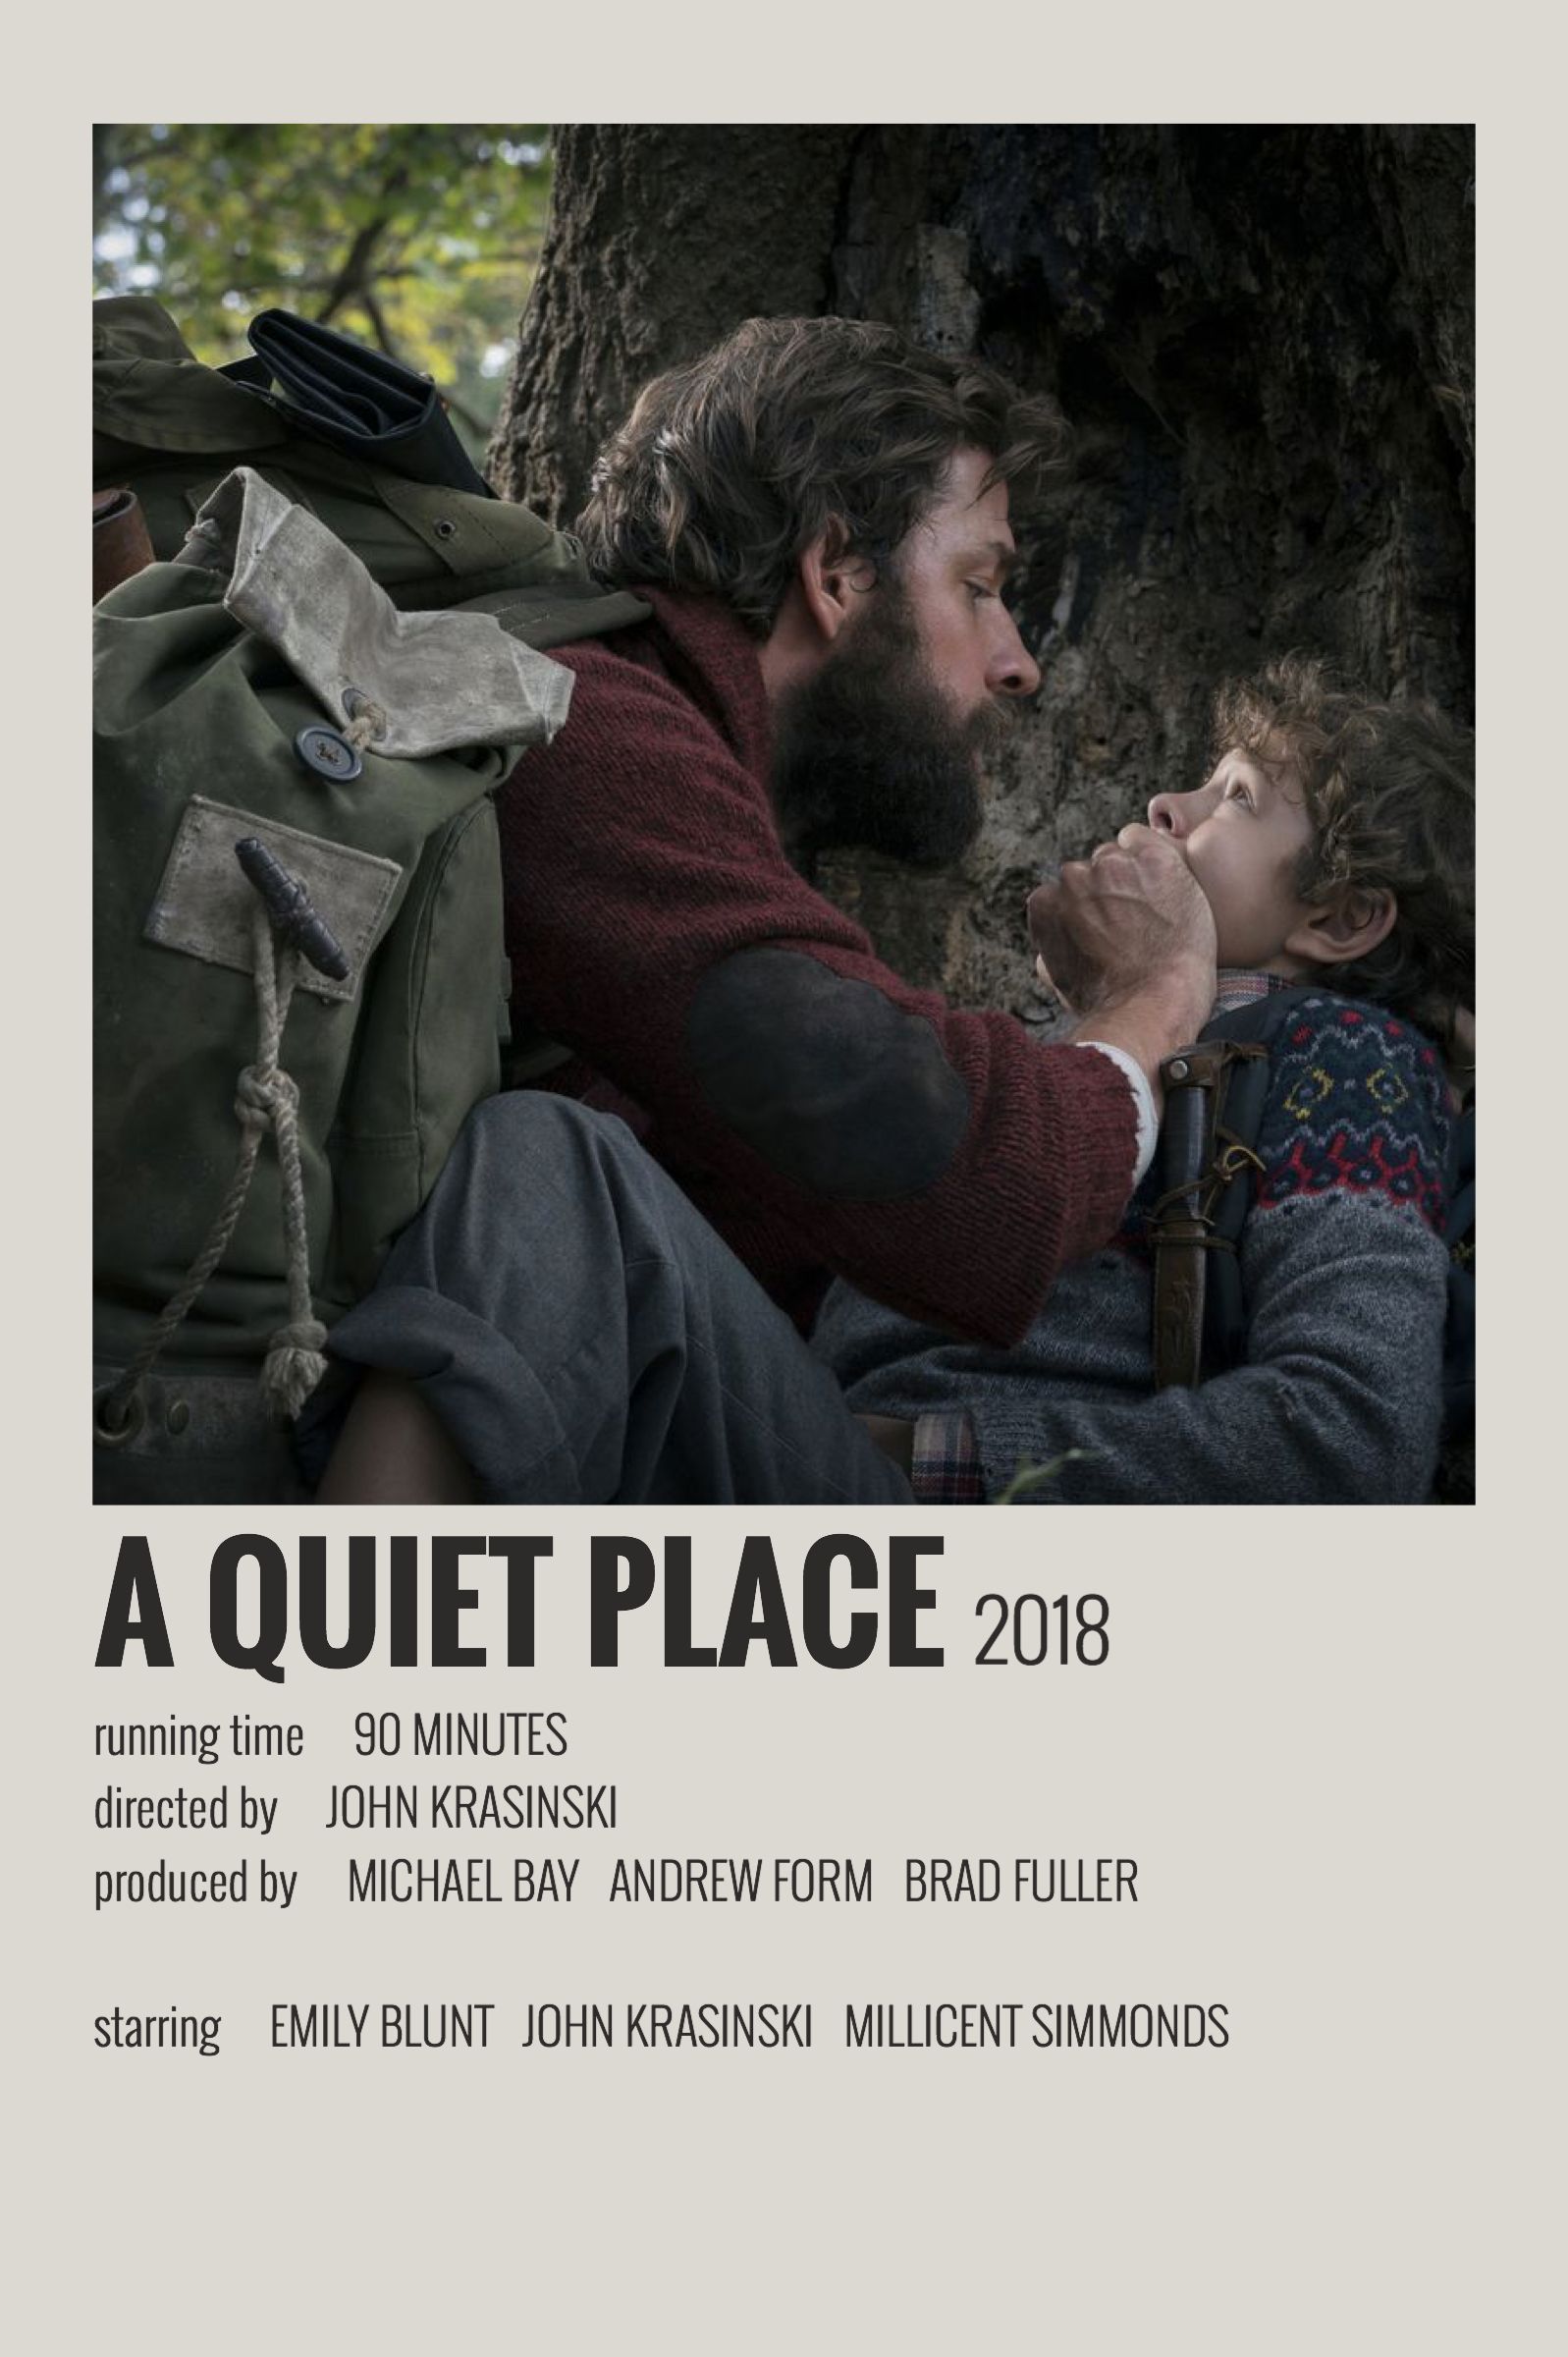 A QUIET PLACE 2018
running time 90 MINUTES
directed by JOHN KRASINSKI
produced by MICHAEL BAY ANDREW FORM BRAD FULLER
starring EMILY BLUNT JOHN KRASINSKI MILLICENT SIMMONDS